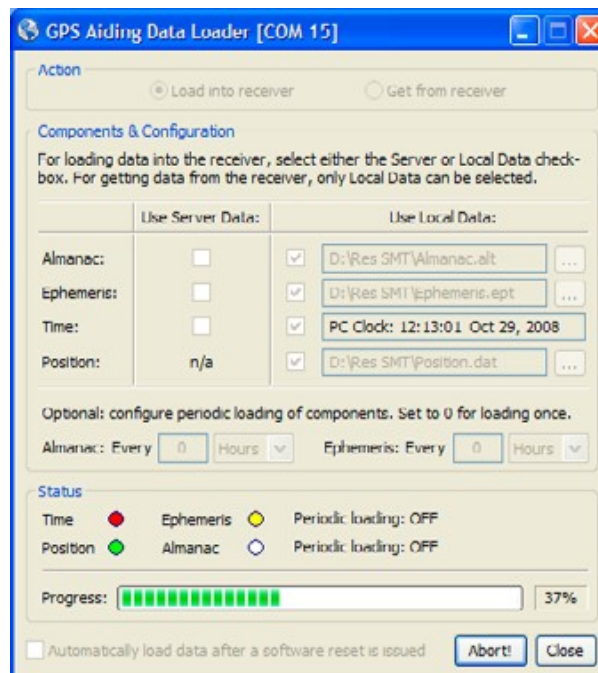 GPS Aiding Data Loader [COM 15]
Action
Load into receiver Get from receiver
Components & Configuration
For loading data into the receiver, select either the Server or Local Data check-
box. For getting data from the receiver, only Local Data can be selected.
Use Server Data: Use Local Data:
Almanac: D:\Res SMT\Almanac.alt ...
Ephemeris: D:\Res SMT\Ephemeris.ept ...
Time: PC Clock: 12:13:01 Oct 29, 2008
Position: n/a D:\Res SMT\Position.dat ...
Optional: configure periodic loading of components. Set to 0 for loading once.
Almanac: Every 0 Hours Ephemeris: Every 0 Hours
Status
Time Ephemeris Periodic loading: OFF
Position Almanac Periodic loading: OFF
Progress: 37%
Automatically load data after a software reset is issued Abort! Close